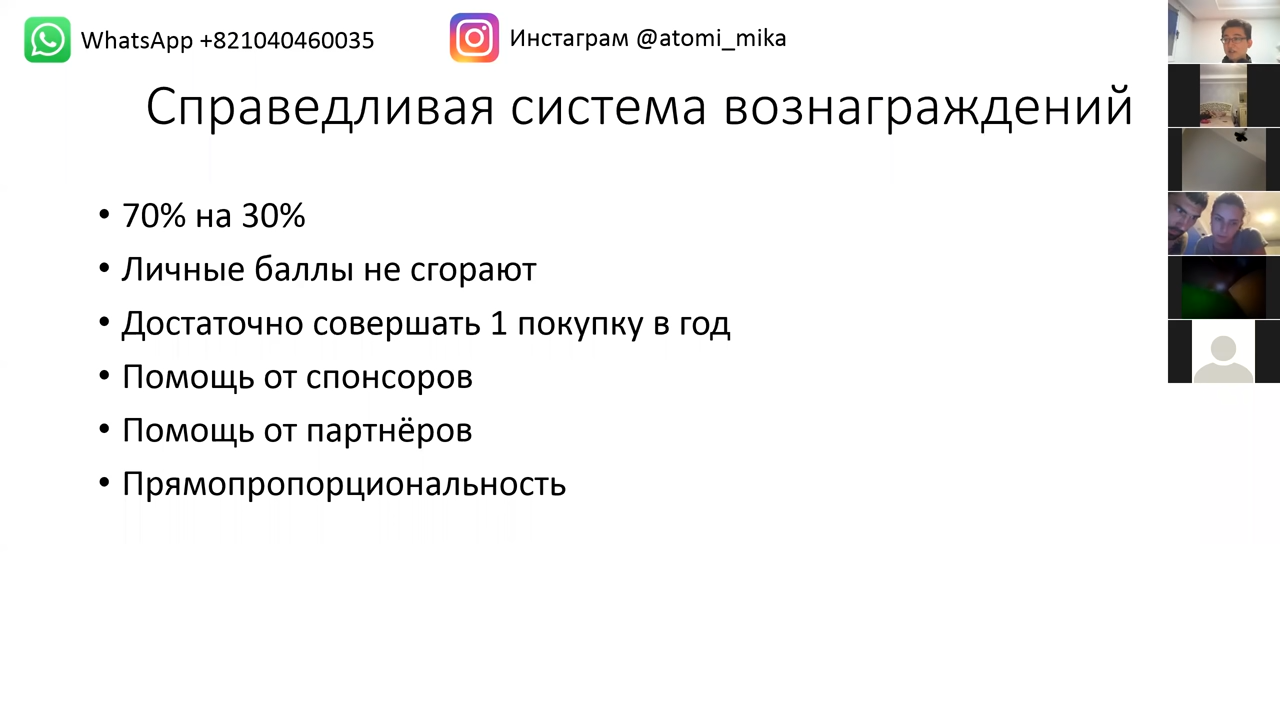 WhatsApp +821040460035
Инстаграм @atomi_mika
Справедливая система вознаграждений
• 70% на 30%
• Личные баллы не сгорают
• Достаточно совершать 1 покупку в год
• Помощь от спонсоров
• Помощь от партнёров
• Прямопропорциональность